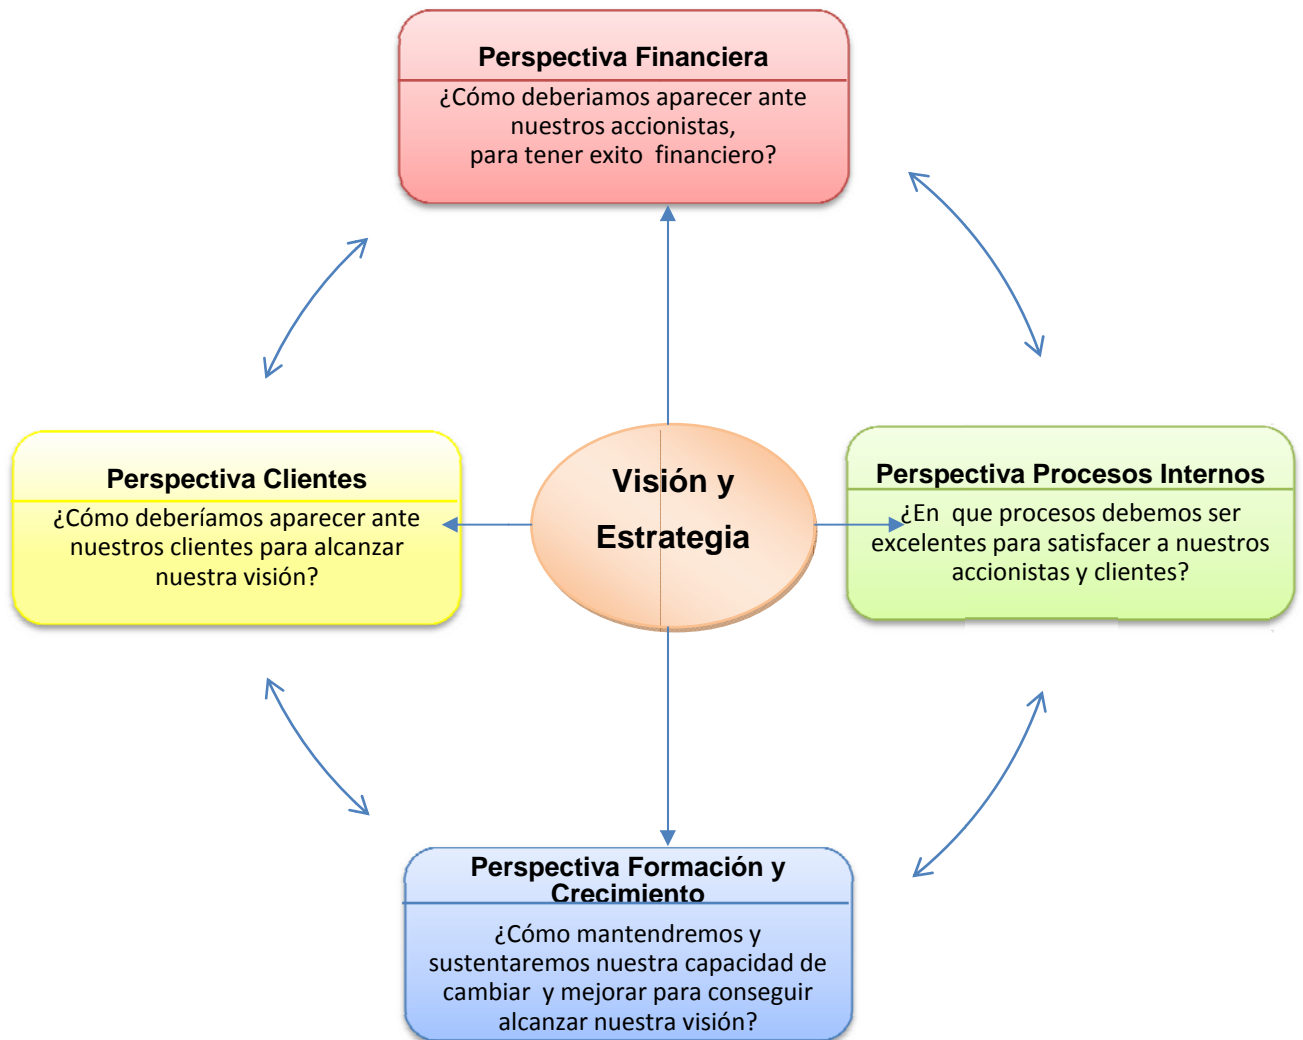 Perspectiva Financiera
¿Cómo deberiamos aparecer ante
nuestros accionistas,
para tener exito  financiero?
Perspectiva Clientes
¿Cómo deberíamos aparecer ante
nuestros clientes para alcanzar
nuestra visión?
Visión y
Estrategia
Perspectiva Procesos Internos
¿En  que procesos debemos ser
excelentes para satisfacer a nuestros
accionistas y clientes?
Perspectiva Formación y
Crecimiento
¿Cómo mantendremos y
sustentaremos nuestra capacidad de
cambiar  y mejorar para conseguir
alcanzar nuestra visión?